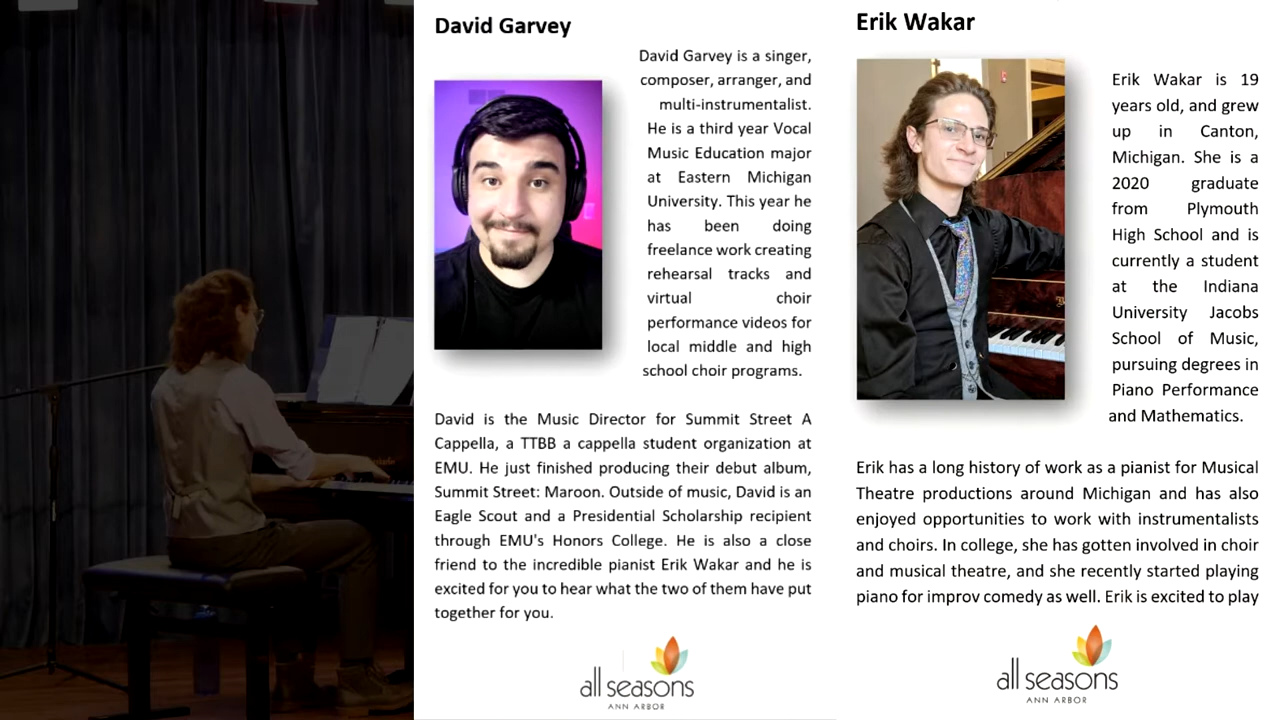 David Garvey
David Garvey is a singer,
composer, arranger, and
multi-instrumentalist.
He is a third year Vocal
Music Education major
at Eastern Michigan
University. This year he
has been doing
freelance work creating
rehearsal tracks and
virtual choir
performance videos for
local middle and high
school choir programs.
David is the Music Director for Summit Street A
Cappella, a TTBB a cappella student organization at
EMU. He just finished producing their debut album,
Summit Street: Maroon. Outside of music, David is an
Eagle Scout and a Presidential Scholarship recipient
through EMU's Honors College. He is also a close
friend to the incredible pianist Erik Wakar and he is
excited for you to hear what the two of them have put
together for you.
all seasons
ANN ARBOR
Erik Wakar
Erik Wakar is 19
years old, and grew
up in Canton,
Michigan. She is a
2020 graduate
from Plymouth
High School and is
currently a student
at the Indiana
University Jacobs
School of Music,
pursuing degrees in
Piano Performance
and Mathematics.
Erik has a long history of work as a pianist for Musical
Theatre productions around Michigan and has also
enjoyed opportunities to work with instrumentalists
and choirs. In college, she has gotten involved in choir
and musical theatre, and she recently started playing
piano for improv comedy as well. Erik is excited to play
all seasons
ANN ARBOR